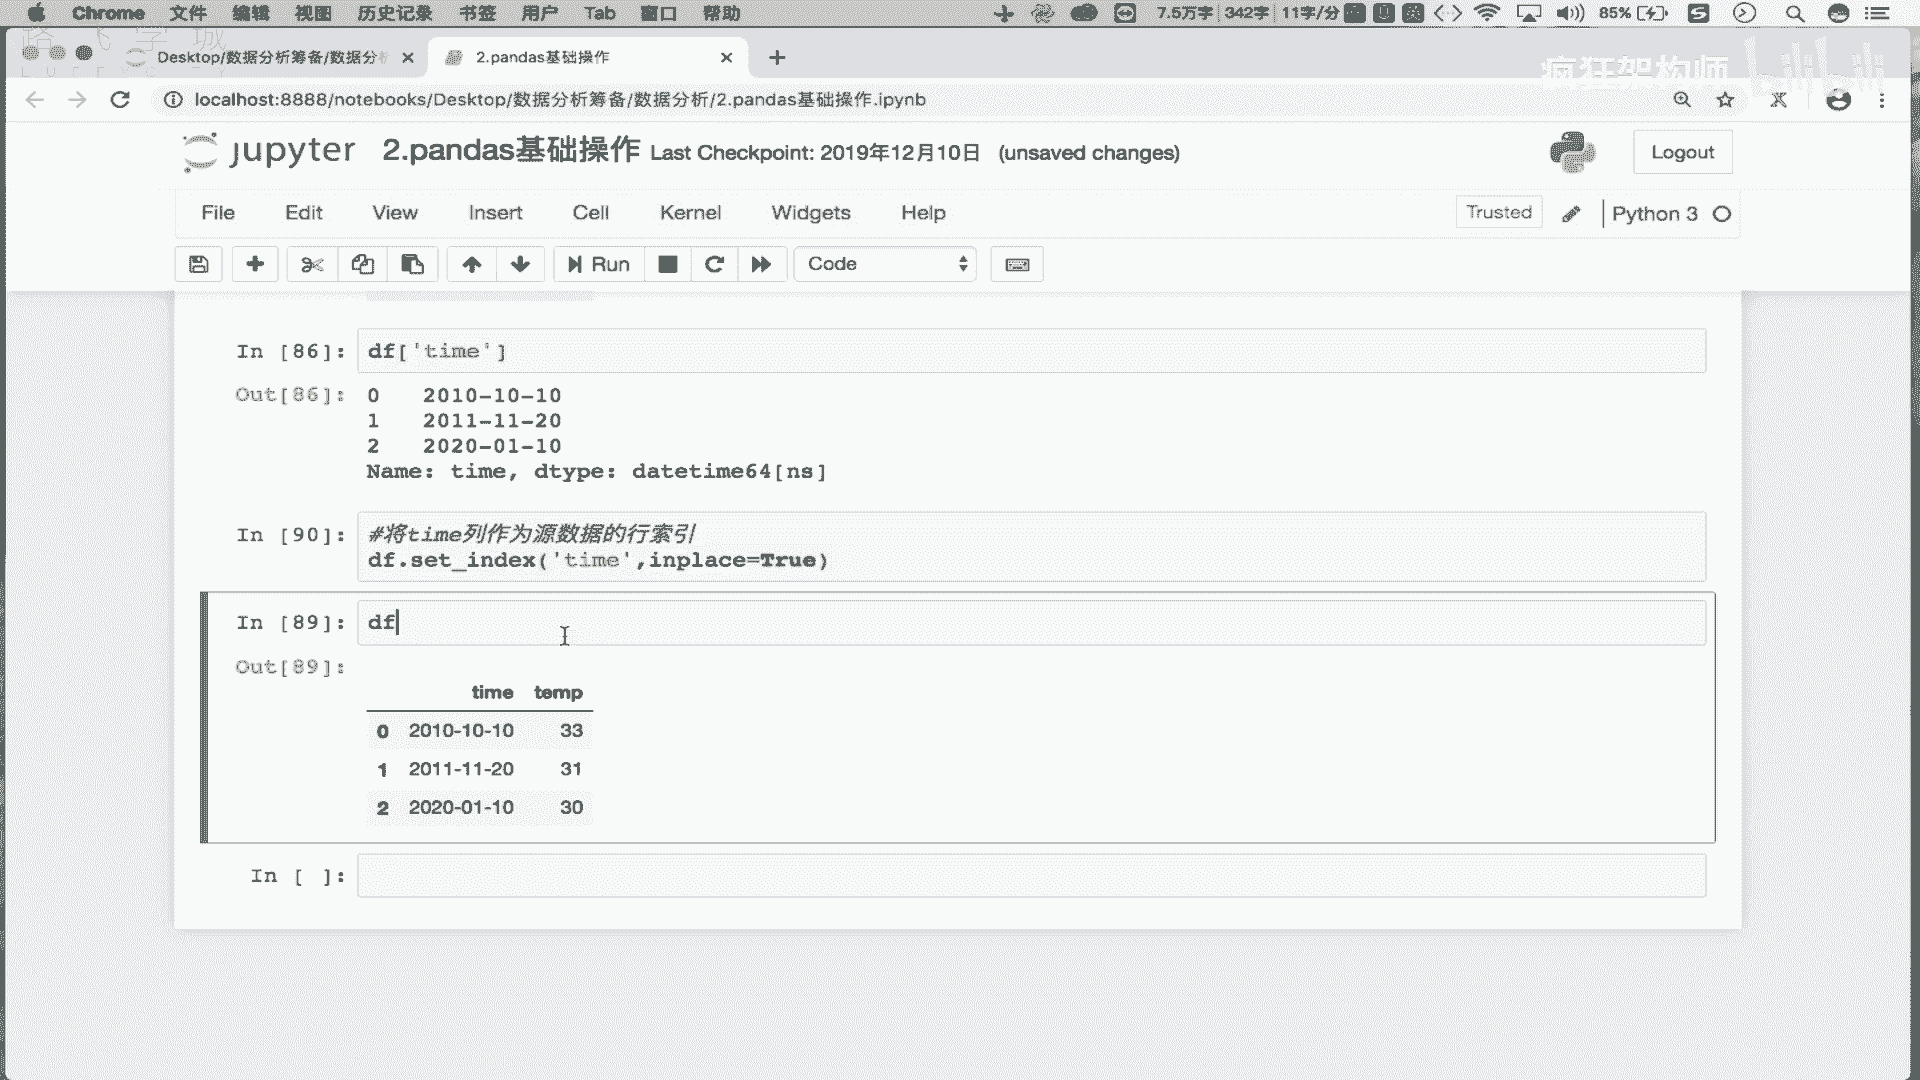 Chrome 文件 编辑 视图 历史记录 书签 用户 Tab 窗口 帮助 7.5万字 342字 11字/分 85%
Desktop/数据分析筹备/数据分析 2.pandas基础操作
疯狂架构师 bilibili
localhost:8888/notebooks/Desktop/数据分析筹备/数据分析/2.pandas基础操作.ipynb
jupyter 2.pandas基础操作 Last Checkpoint: 2019年12月10日 (unsaved changes) Logout
File Edit View Insert Cell Kernel Widgets Help Trusted Python 3
Run Code
In [86]: df['time']
Out[86]: 0 2010-10-10
1 2011-11-20
2 2020-01-10
Name: time, dtype: datetime64[ns]
In [90]: #将time列作为源数据的行索引
df.set_index('time',inplace=True)
In [89]: df
Out[89]:
time temp
0 2010-10-10 33
1 2011-11-20 31
2 2020-01-10 30
In [ ]: